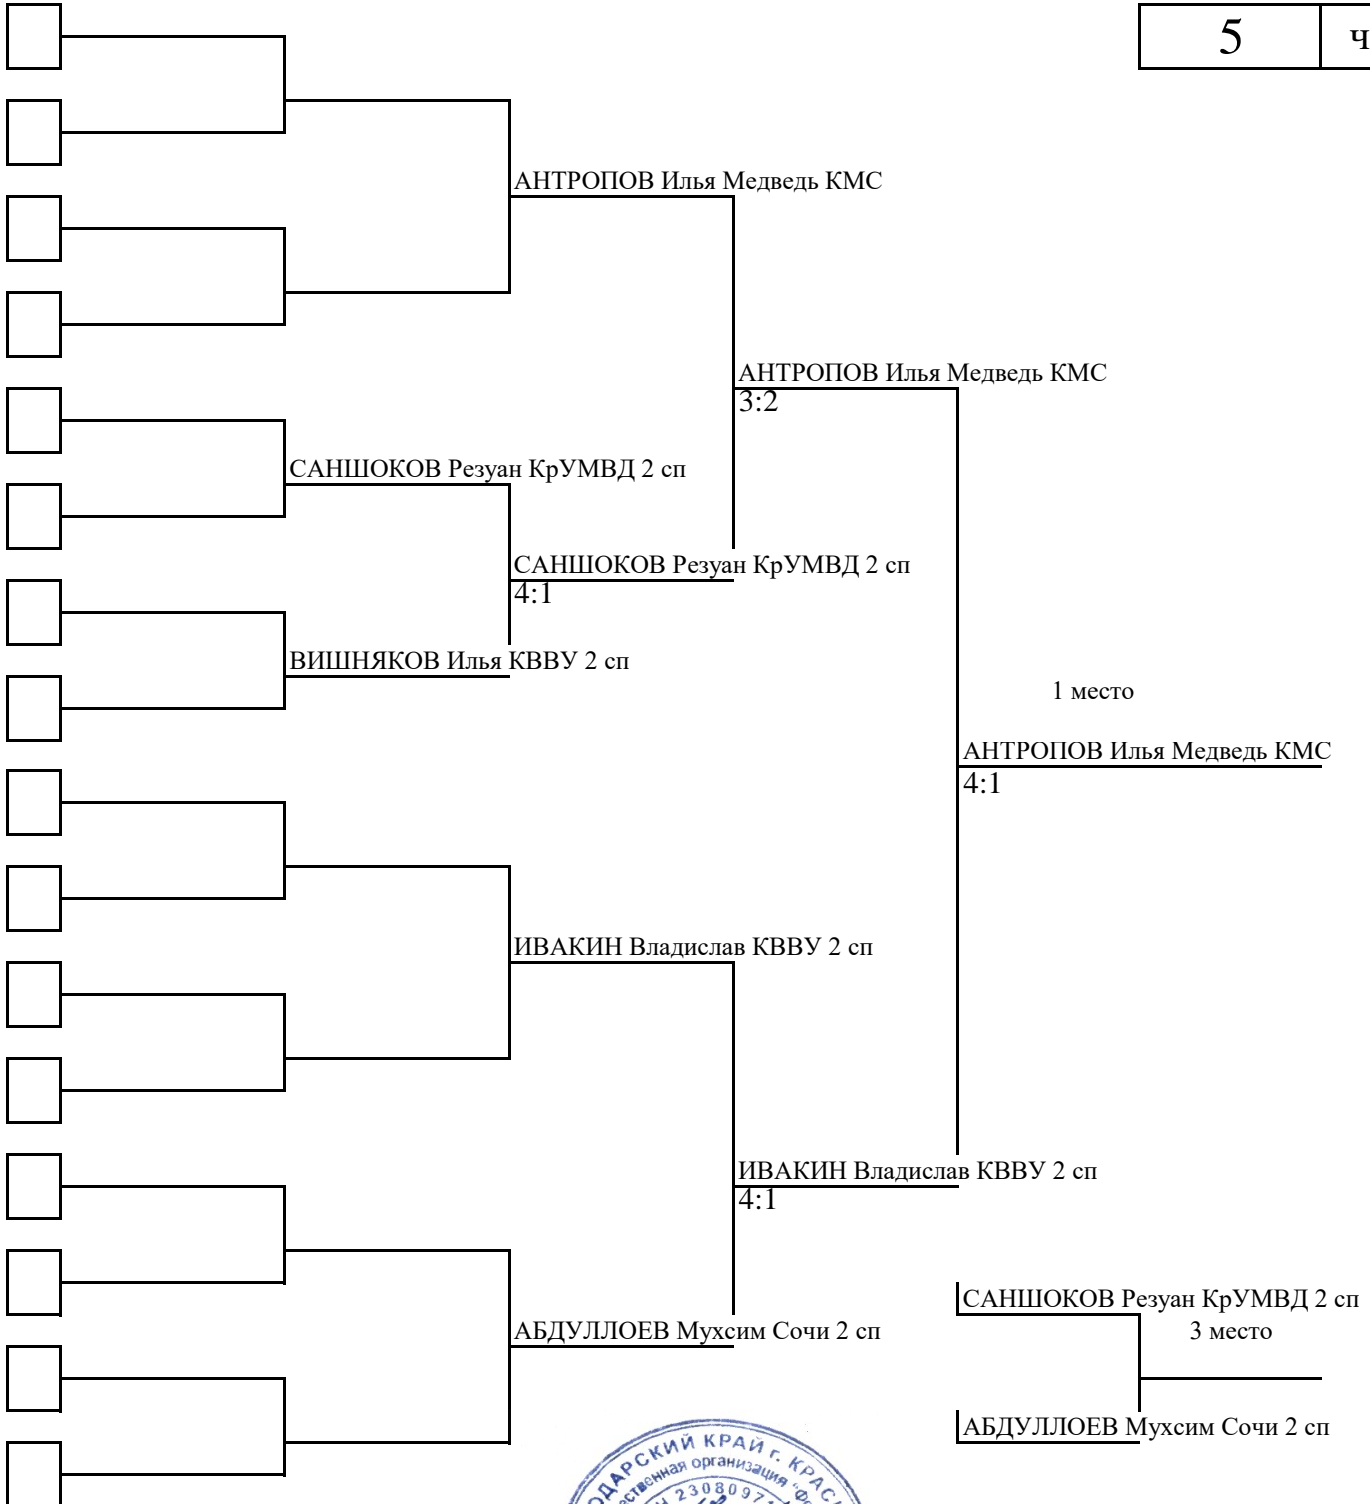 5 ч
АНТРОПОВ Илья Медведь КМС
АНТРОПОВ Илья Медведь КМС
3:2
САНШОКОВ Резуан КрУМВД 2 сп
САНШОКОВ Резуан КрУМВД 2 сп
4:1
ВИШНЯКОВ Илья КВВУ 2 сп
1 место
АНТРОПОВ Илья Медведь КМС
4:1
ИВАКИН Владислав КВВУ 2 сп
ИВАКИН Владислав КВВУ 2 сп
4:1
САНШОКОВ Резуан КрУМВД 2 сп
АБДУЛЛОЕВ Мухсим Сочи 2 сп
3 место
АБДУЛЛОЕВ Мухсим Сочи 2 сп
КРАЙ г.
организация